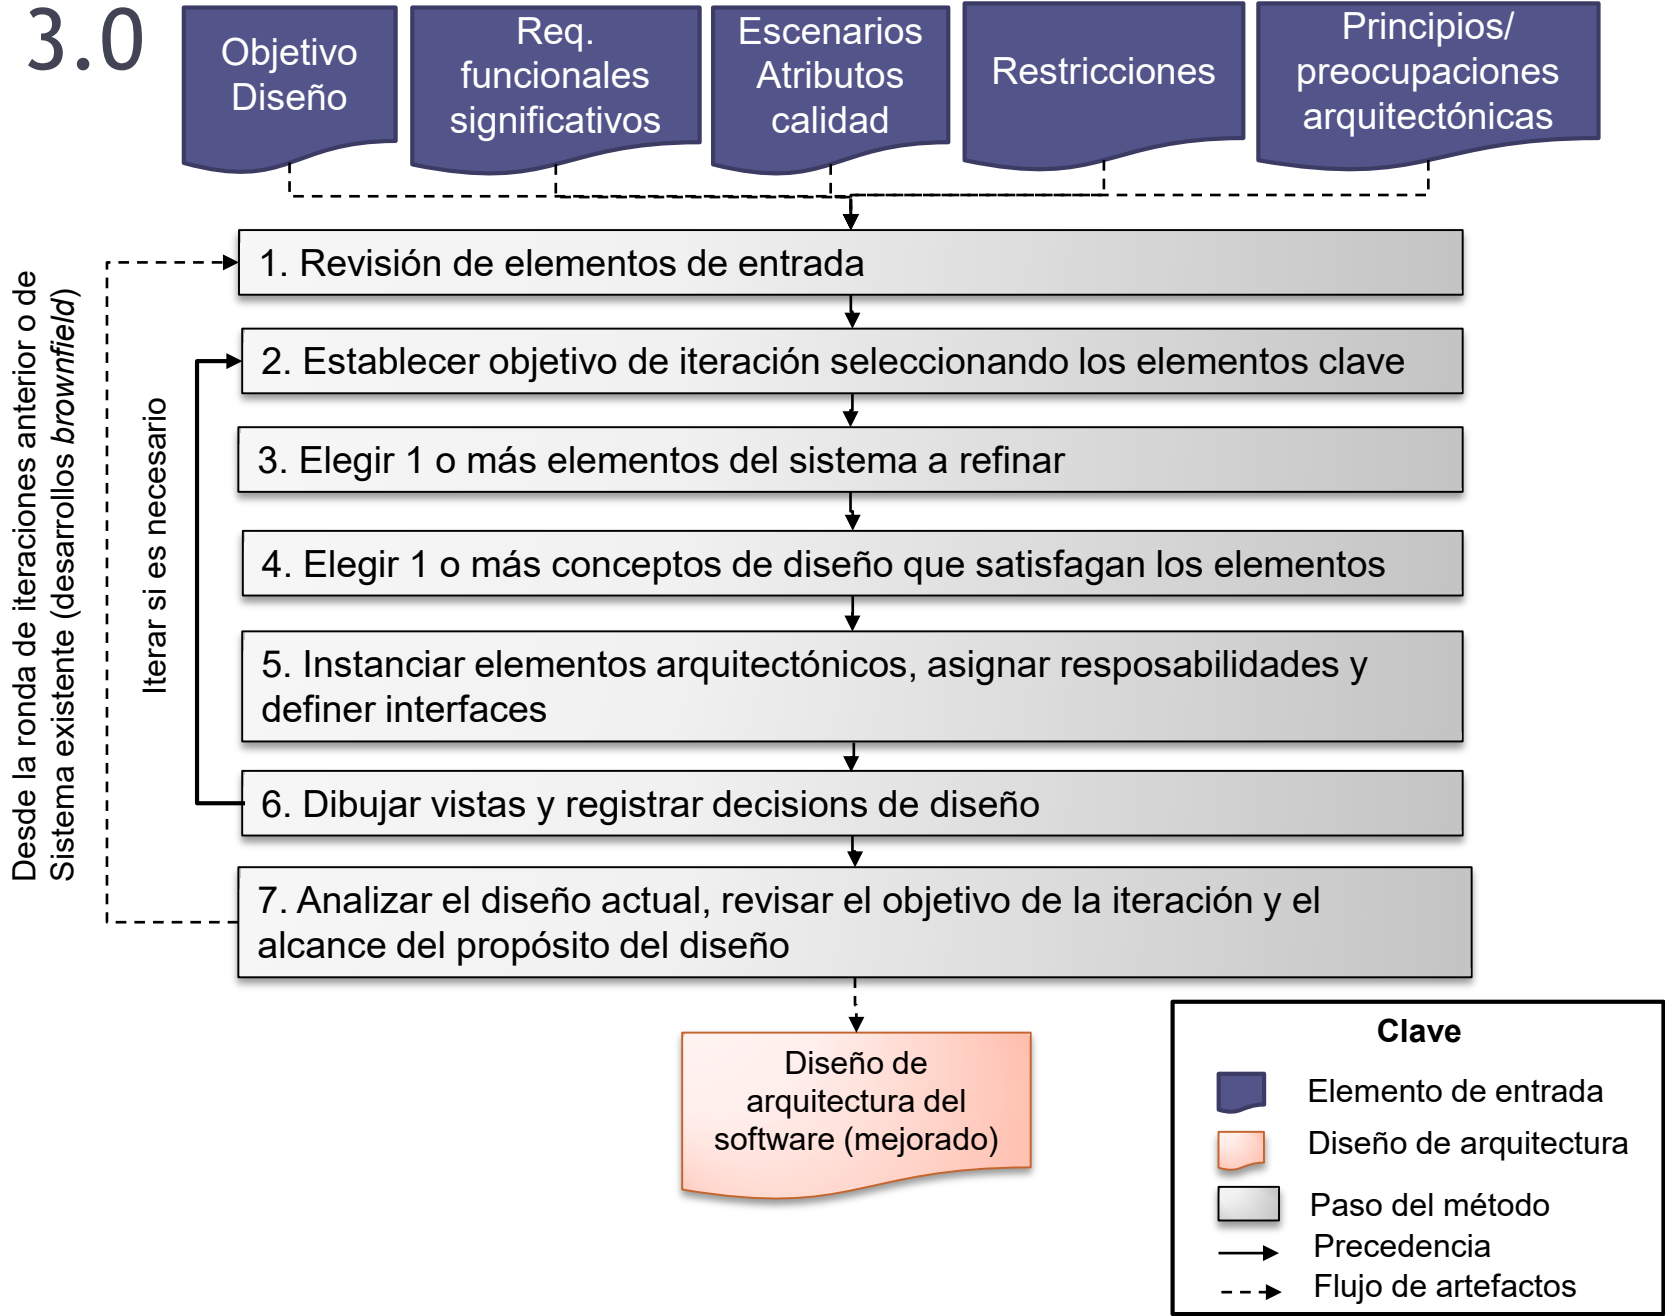 3.0
Objetivo
Diseño
Req.
funcionales
significativos
Escenarios
Atributos
calidad
Restricciones
Principios/
preocupaciones
arquitectónicas
Desde la ronda de iteraciones anterior o de
Sistema existente (desarrollos brownfield)
Iterar si es necesario
1. Revisión de elementos de entrada
2. Establecer objetivo de iteración seleccionando los elementos clave
3. Elegir 1 o más elementos del sistema a refinar
4. Elegir 1 o más conceptos de diseño que satisfagan los elementos
5. Instanciar elementos arquitectónicos, asignar resposabilidades y
definer interfaces
6. Dibujar vistas y registrar decisions de diseño
7. Analizar el diseño actual, revisar el objetivo de la iteración y el
alcance del propósito del diseño
Diseño de
arquitectura del
software (mejorado)
Clave
Elemento de entrada
Diseño de arquitectura
Paso del método
Precedencia
Flujo de artefactos